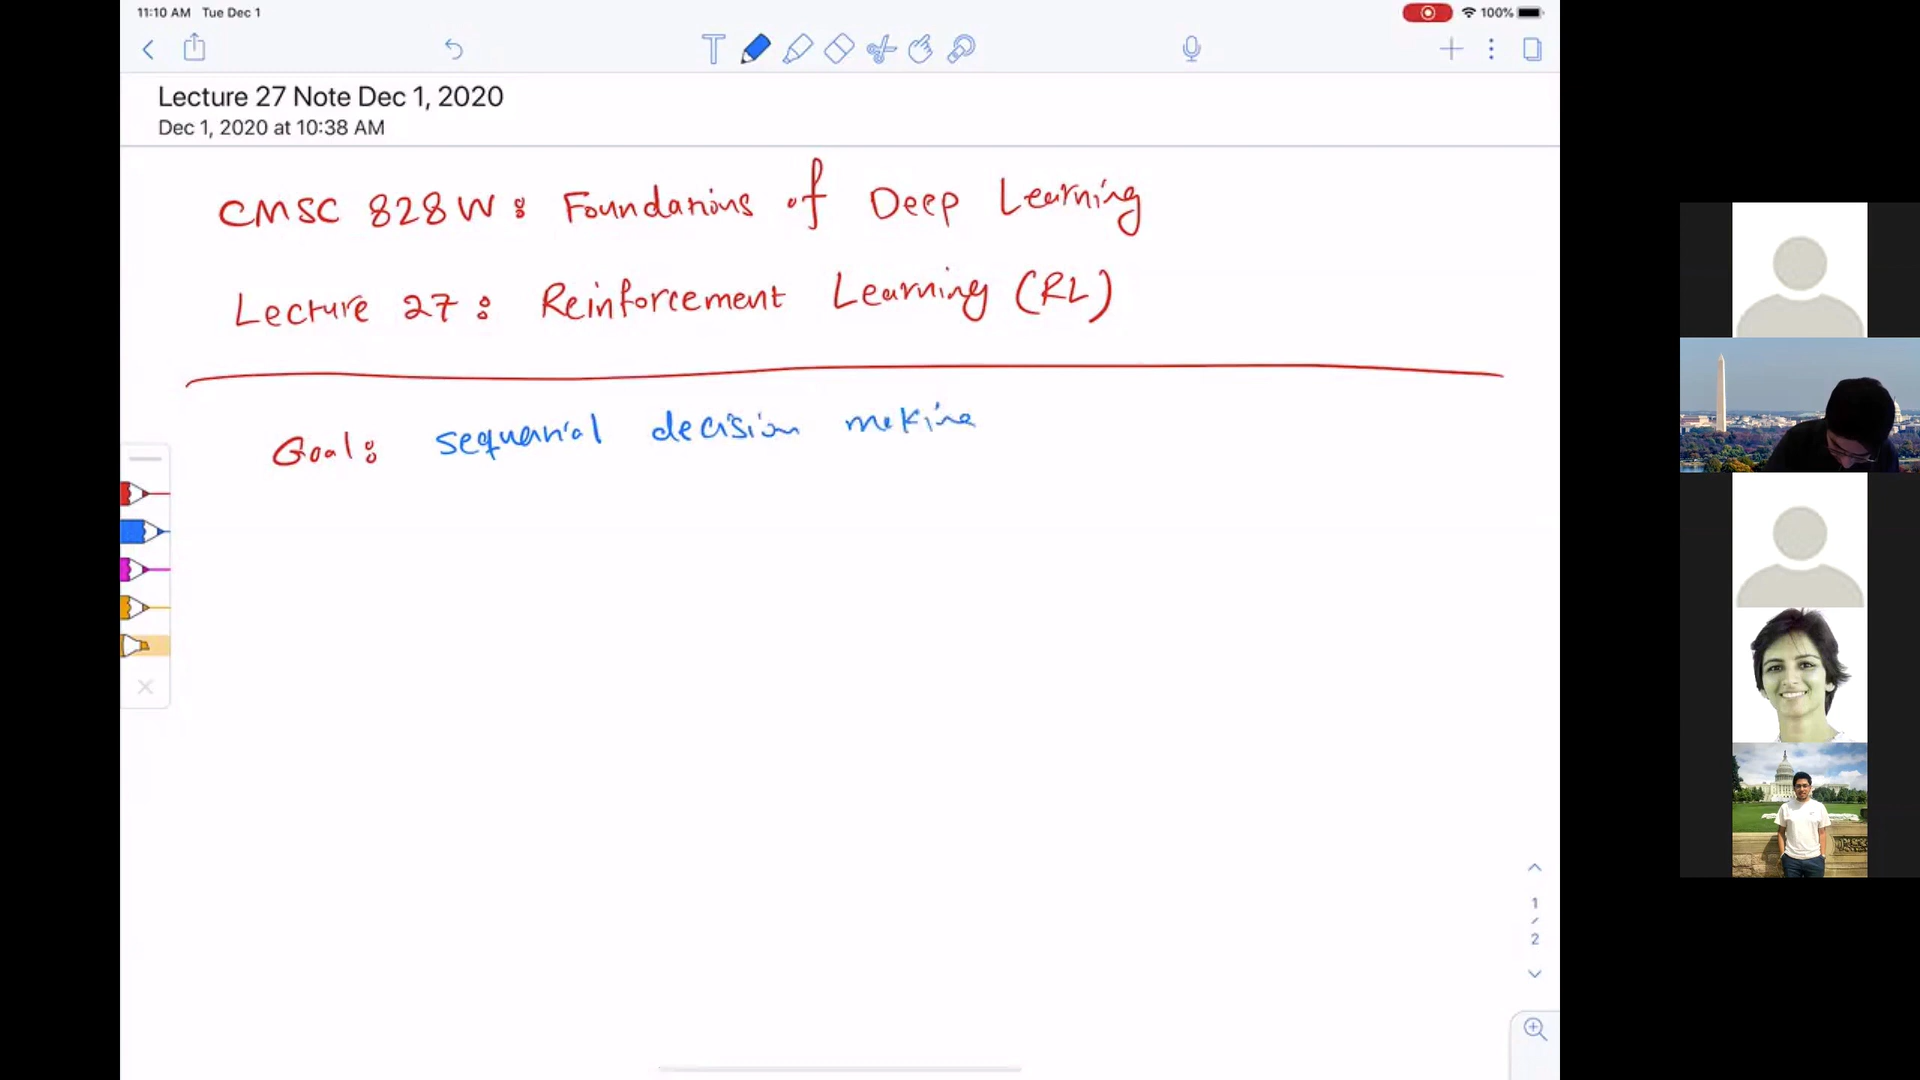 11:10 AM Tue Dec 1
100%
Lecture 27 Note Dec 1, 2020
Dec 1, 2020 at 10:38 AM
CMSC 828W: Foundations of Deep Learning
Lecture 27: Reinforcement Learning (RL)
Goal: sequential decision making
1
/
2